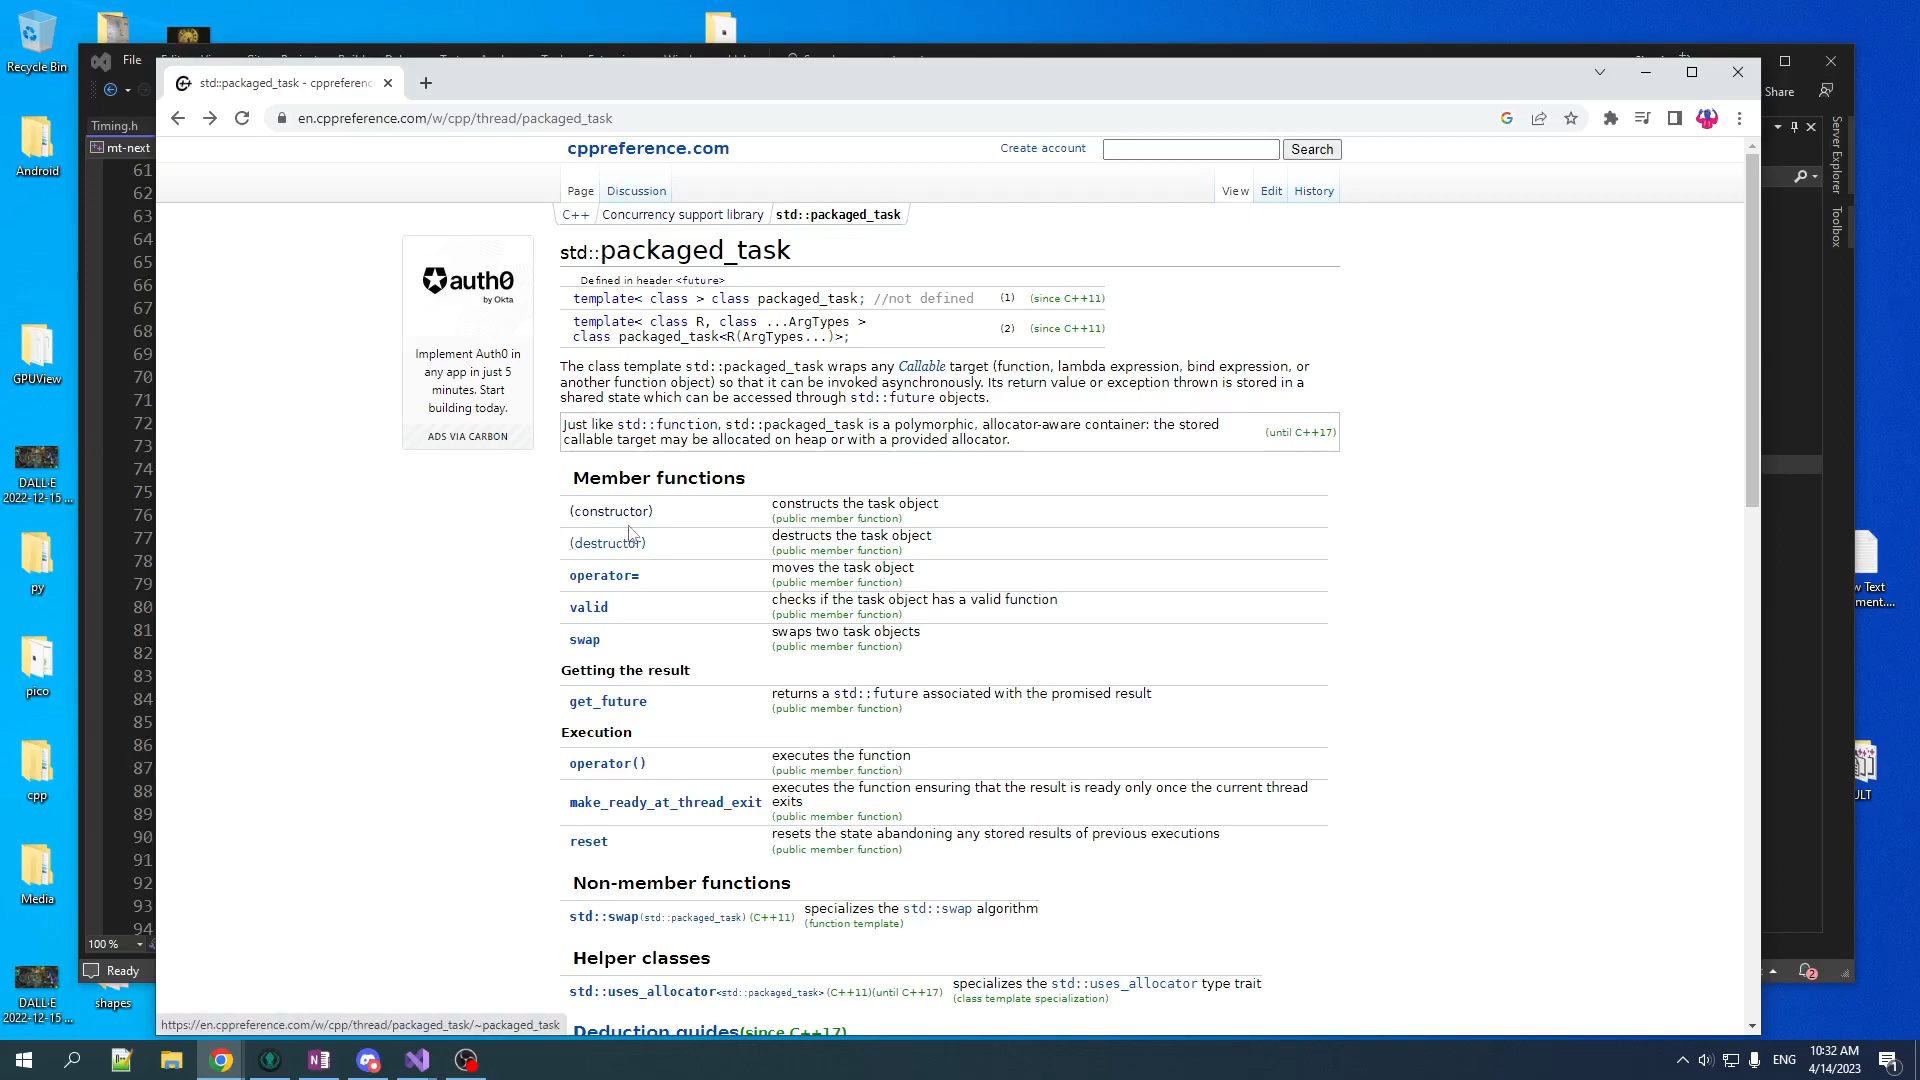 Recycle Bin
File
Share
std::packaged_task - cppreference
en.cppreference.com/w/cpp/thread/packaged_task
Timing.h
mt-next
Server Explorer
Toolbox
cppreference.com
Create account
Search
Page
Discussion
View
Edit
History
C++
Concurrency support library
std::packaged_task
auth0
by Okta
Implement Auth0 in
any app in just 5
minutes. Start
building today.
ADS VIA CARBON
std::packaged_task
Defined in header <future>
template< class > class packaged_task; //not defined (1) (since C++11)
template< class R, class ...ArgTypes >
class packaged_task<R(ArgTypes...)>; (2) (since C++11)
The class template std::packaged_task wraps any Callable target (function, lambda expression, bind expression, or
another function object) so that it can be invoked asynchronously. Its return value or exception thrown is stored in a
shared state which can be accessed through std::future objects.
Just like std::function, std::packaged_task is a polymorphic, allocator-aware container: the stored
callable target may be allocated on heap or with a provided allocator. (until C++17)
Member functions
(constructor) constructs the task object
(public member function)
(destructor) destructs the task object
(public member function)
operator= moves the task object
(public member function)
valid checks if the task object has a valid function
(public member function)
swap swaps two task objects
(public member function)
Getting the result
get_future returns a std::future associated with the promised result
(public member function)
Execution
operator() executes the function
(public member function)
make_ready_at_thread_exit executes the function ensuring that the result is ready only once the current thread
exits
(public member function)
reset resets the state abandoning any stored results of previous executions
(public member function)
Non-member functions
std::swap(std::packaged_task) (C++11) specializes the std::swap algorithm
(function template)
Helper classes
std::uses_allocator<std::packaged_task> (C++11)(until C++17) specializes the std::uses_allocator type trait
(class template specialization)
Deduction guides(since C++17)
https://en.cppreference.com/w/cpp/thread/packaged_task/~packaged_task
61
62
63
64
65
66
67
68
69
70
71
72
73
74
75
76
77
78
79
80
81
82
83
84
85
86
87
88
89
90
91
92
93
94
100 %
Ready
2
Android
GPUView
DALL·E
2022-12-15 ...
py
pico
cpp
Media
DALL·E
2022-12-15 ...
shapes
w Text
ment....
ULT
ENG
10:32 AM
4/14/2023
1